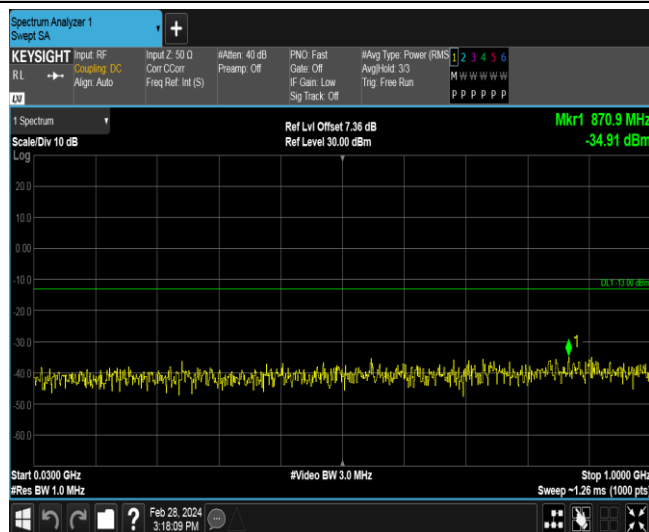 Spectrum Analyzer 1
Swept SA
+
KEYSIGHT
RL
LXI
Input: RF
Coupling: DC
Align: Auto
Input Z: 50 Ω
Corr CCorr
Freq Ref: Int (S)
#Atten: 40 dB
Preamp: Off
PNO: Fast
Gate: Off
IF Gain: Low
Sig Track: Off
#Avg Type: Power (RMS
Avg|Hold: 3/3
Trig: Free Run
1 2 3 4 5 6
M W W W W W
P P P P P P
1 Spectrum
Scale/Div 10 dB
Log
Ref Lvl Offset 7.36 dB
Ref Level 30.00 dBm
Mkr1 870.9 MHz
-34.91 dBm
20.0
10.0
0.00
-10.0
DL1 -13.00 dBm
-20.0
-30.0
1
-40.0
-50.0
-60.0
Start 0.0300 GHz
#Res BW 1.0 MHz
#Video BW 3.0 MHz
Stop 1.0000 GHz
Sweep ~1.26 ms (1000 pts)
?
Feb 28, 2024
3:18:09 PM